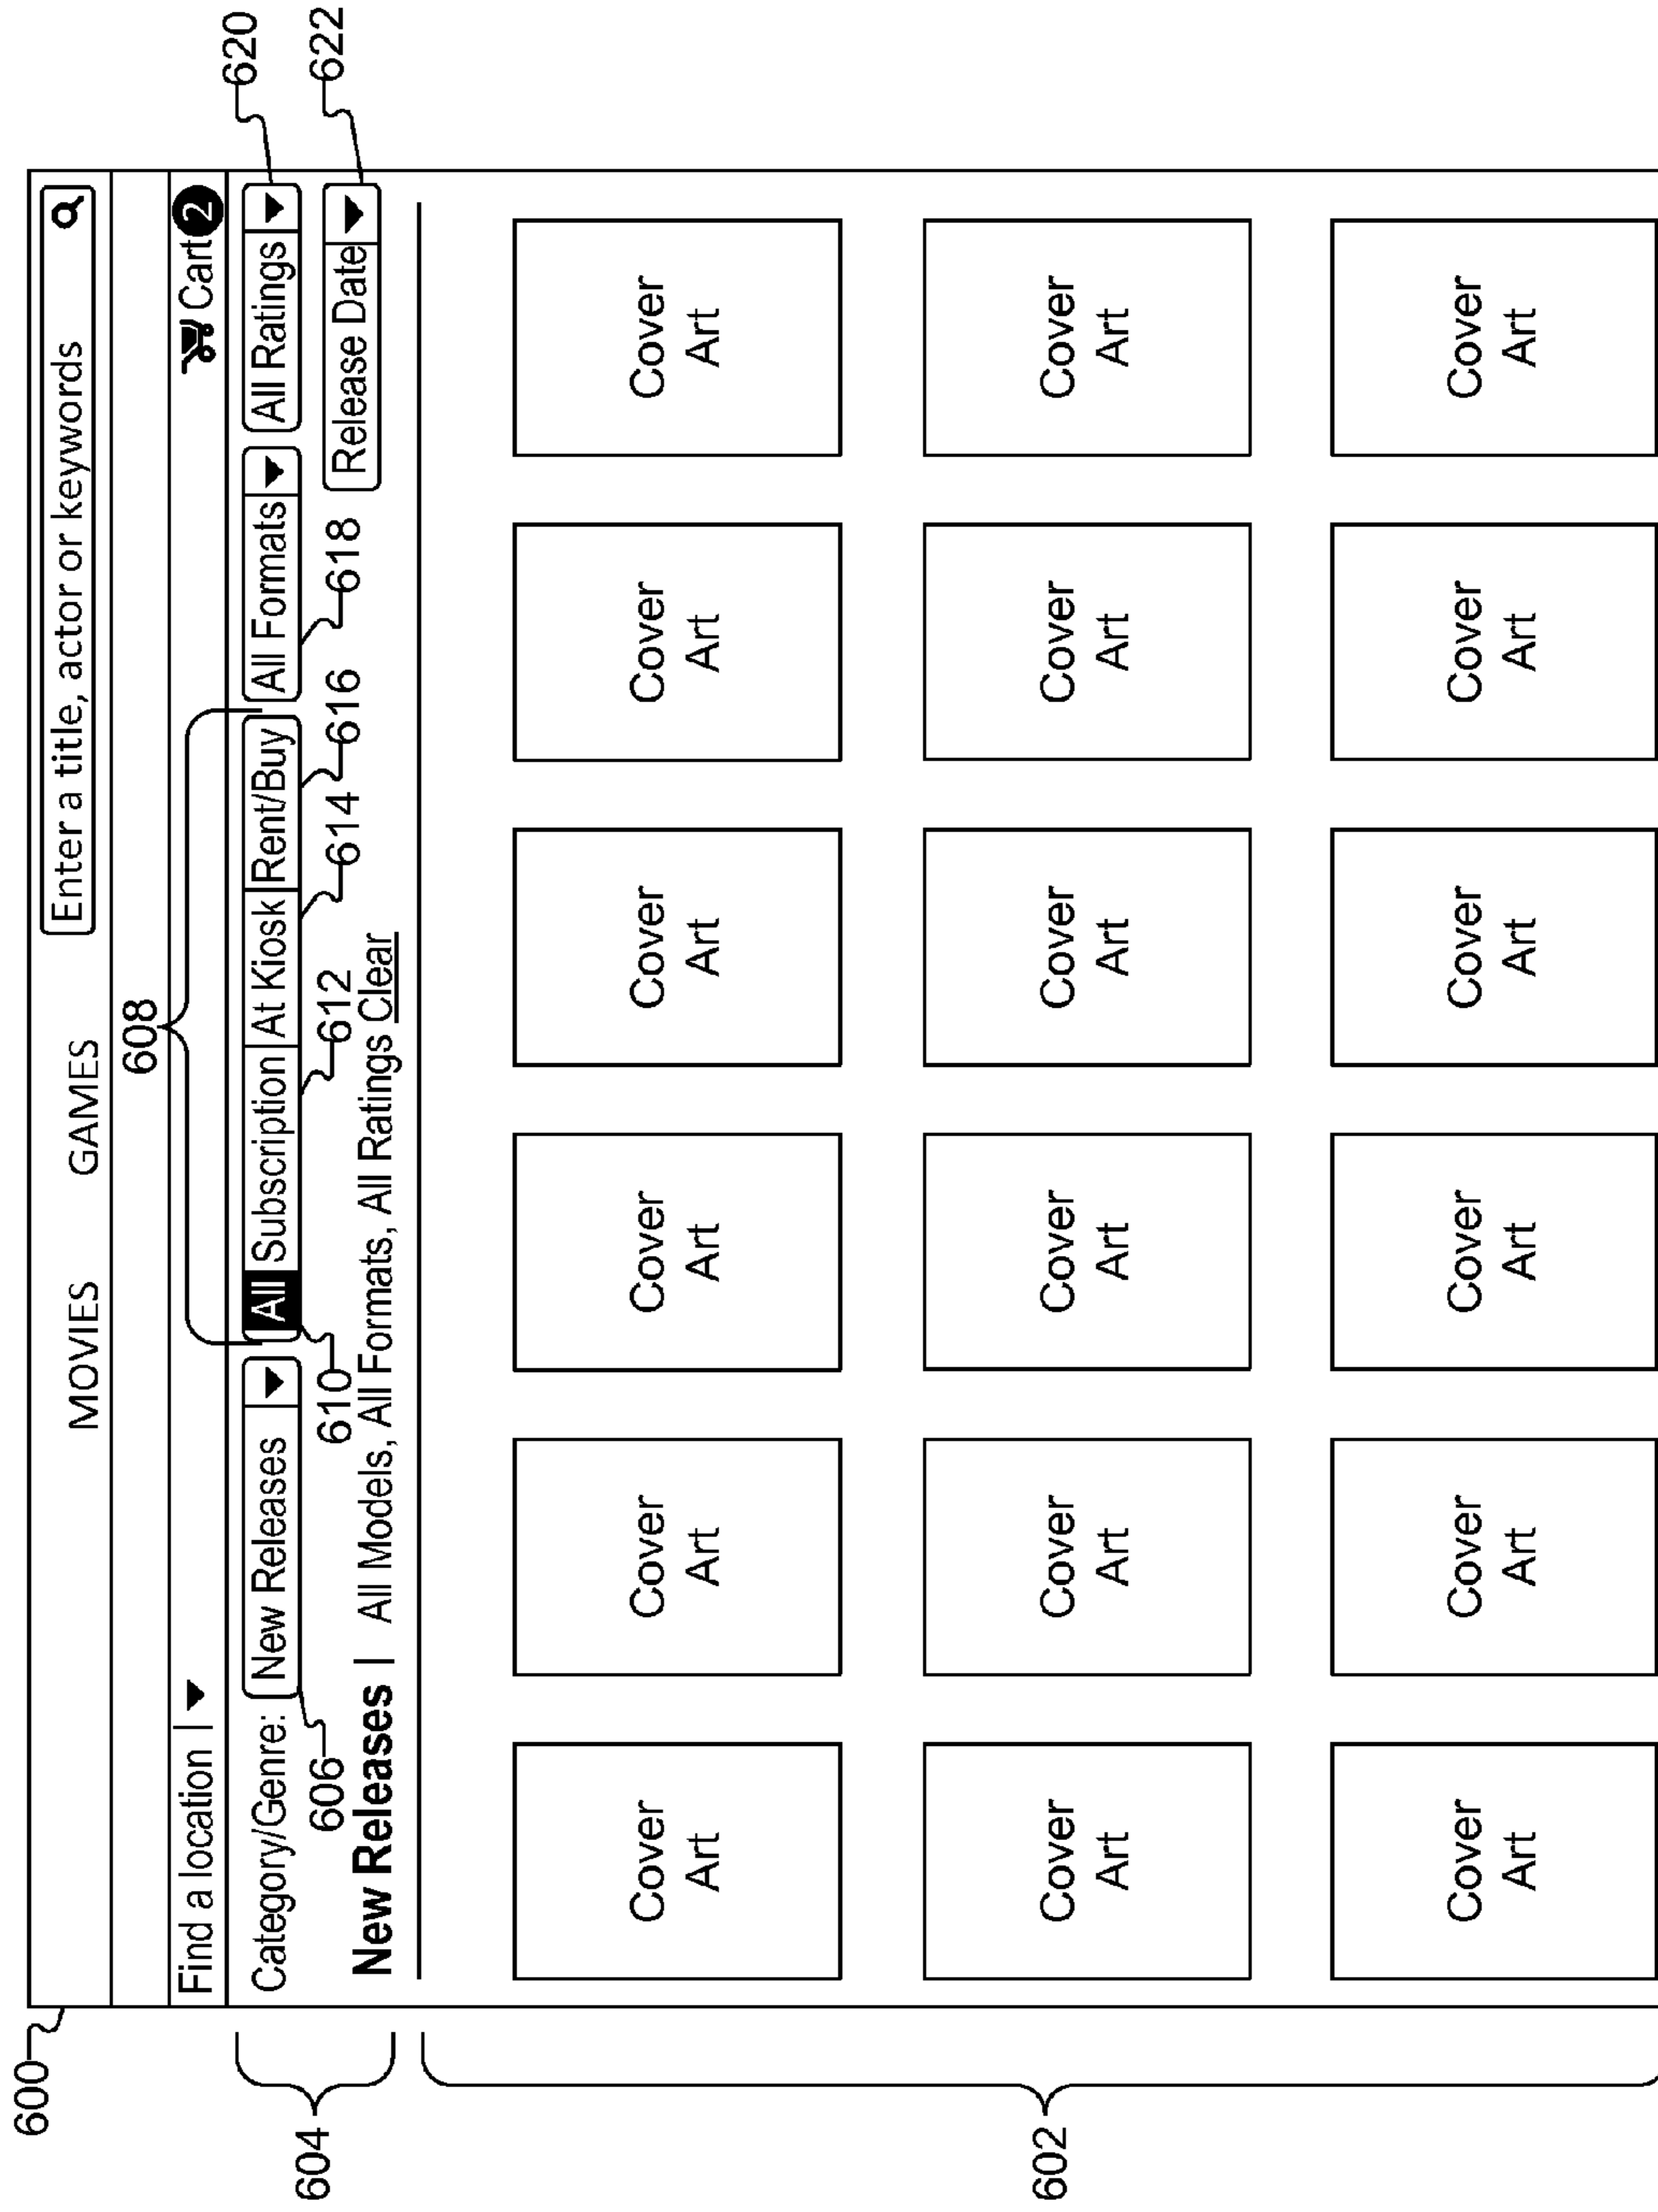 600
MOVIES GAMES Enter a title, actor or keywords
608
Find a location | Cart 2
620
604
Category/Genre: New Releases All Subscription At Kiosk Rent/Buy All Formats All Ratings
606 610 612 614 616 618 622
New Releases | All Models, All Formats, All Ratings Clear Release Date
602
Cover Cover Cover Cover Cover Cover
Art Art Art Art Art Art
Cover Cover Cover Cover Cover Cover
Art Art Art Art Art Art
Cover Cover Cover Cover Cover Cover
Art Art Art Art Art Art